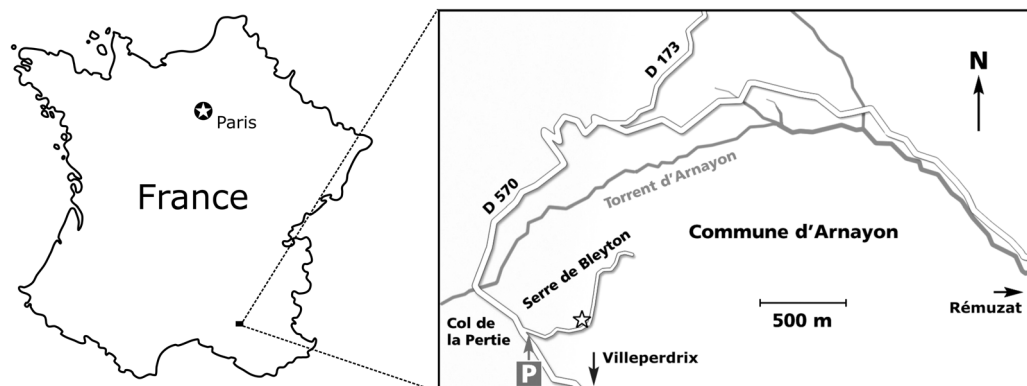 Paris
France
D 173
N
D 570
Torrent d'Arnayon
Commune d'Arnayon
Serre de Bleyton
Rémuzat
500 m
Col de
la Pertie
Villeperdrix
P